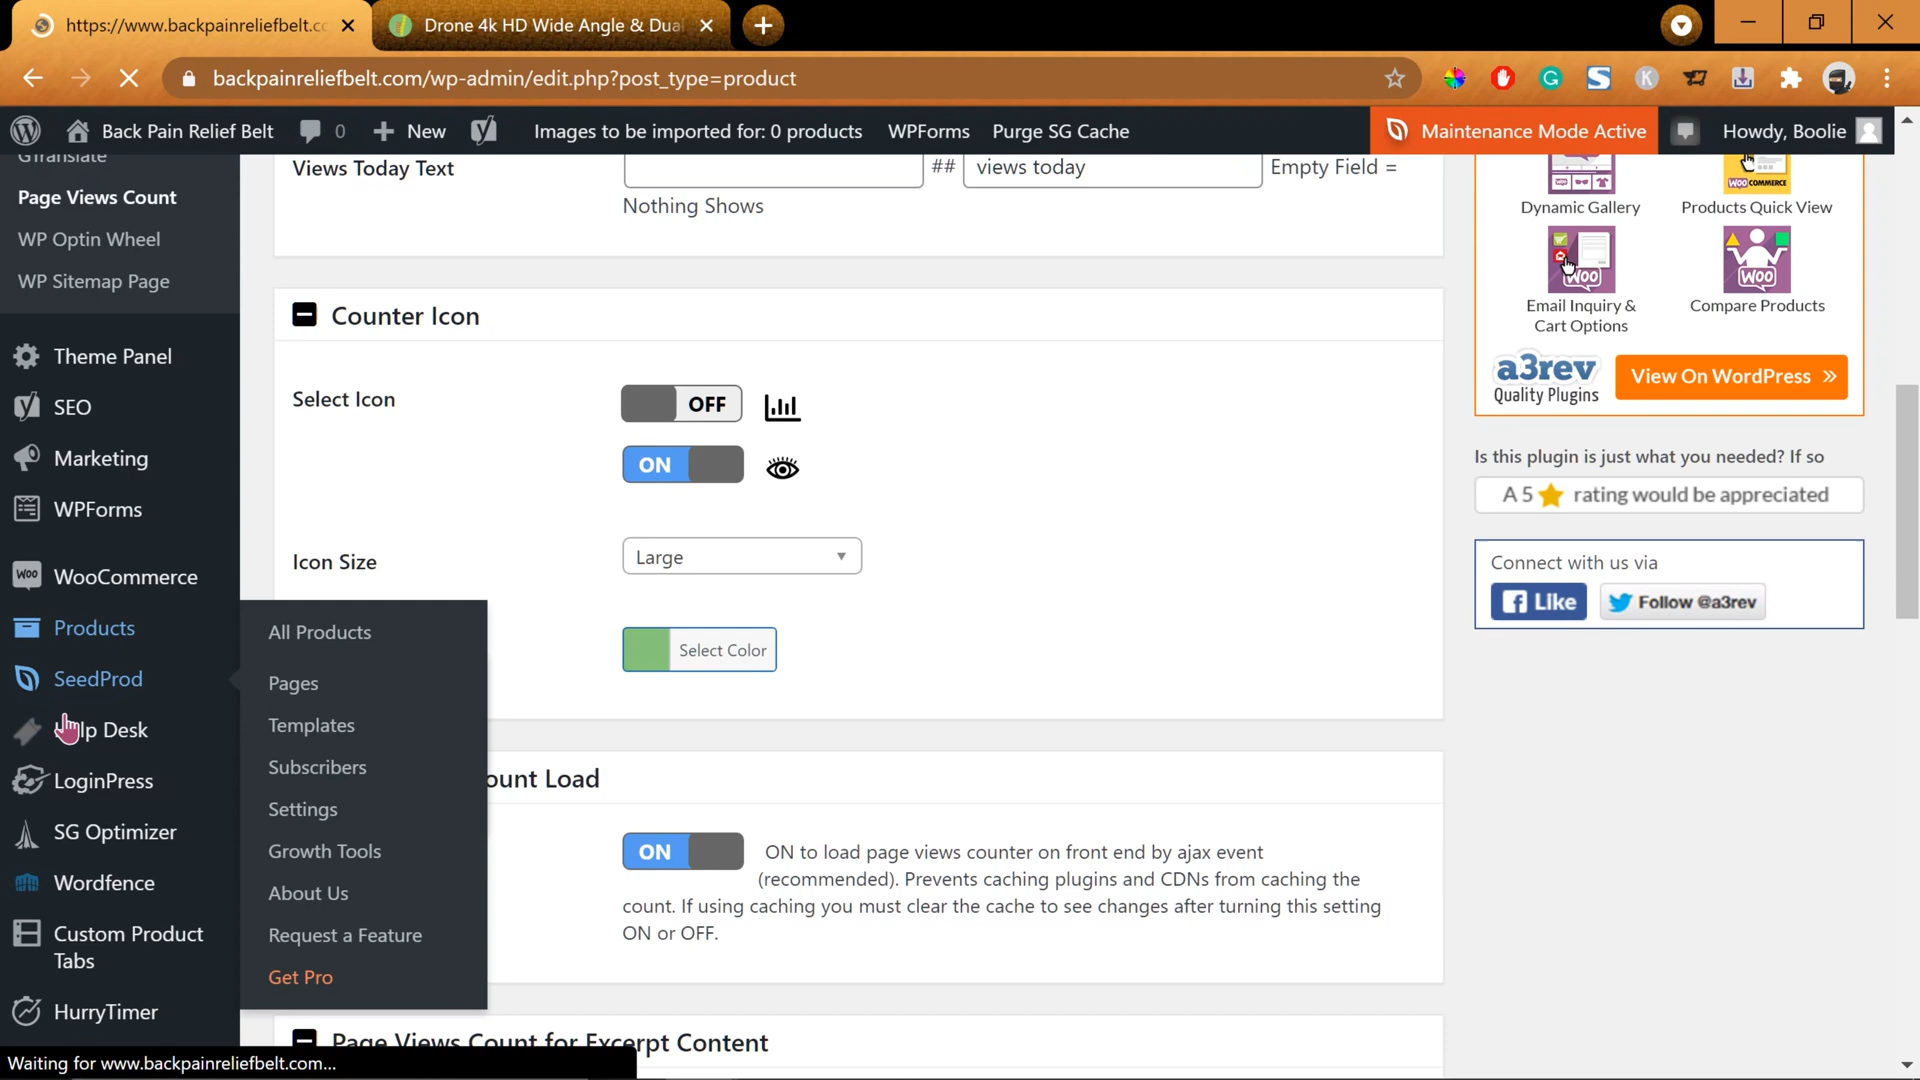 https://www.backpainreliefbelt.cc
Drone 4k HD Wide Angle & Dual
backpainreliefbelt.com/wp-admin/edit.php?post_type=product
Back Pain Relief Belt
0
New
Images to be imported for: 0 products
WPForms
Purge SG Cache
Maintenance Mode Active
Howdy, Boolie
GTranslate
Page Views Count
WP Optin Wheel
WP Sitemap Page
Theme Panel
SEO
Marketing
WPForms
WooCommerce
Products
SeedProd
lp Desk
LoginPress
SG Optimizer
Wordfence
Custom Product
Tabs
HurryTimer
All Products
Pages
Templates
Subscribers
Settings
Growth Tools
About Us
Request a Feature
Get Pro
Views Today Text
## views today Empty Field =
Nothing Shows
Counter Icon
Select Icon
OFF
ON
Icon Size
Large
Select Color
ount Load
ON
ON to load page views counter on front end by ajax event
(recommended). Prevents caching plugins and CDNs from caching the
count. If using caching you must clear the cache to see changes after turning this setting
ON or OFF.
Page Views Count for Excerpt Content
WOO
WOO COMMERCE
Dynamic Gallery
Products Quick View
WOO
WOO
Email Inquiry &
Cart Options
Compare Products
a3rev
Quality Plugins
View On WordPress »
Is this plugin is just what you needed? If so
A 5 rating would be appreciated
Connect with us via
Like
Follow @a3rev
Waiting for www.backpainreliefbelt.com...